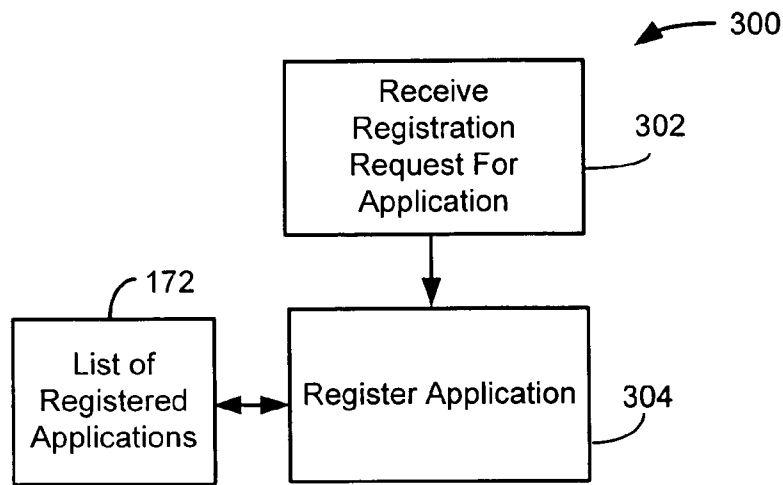 300
Receive
Registration
Request For
Application
302
172
List of
Registered
Applications
Register Application
304